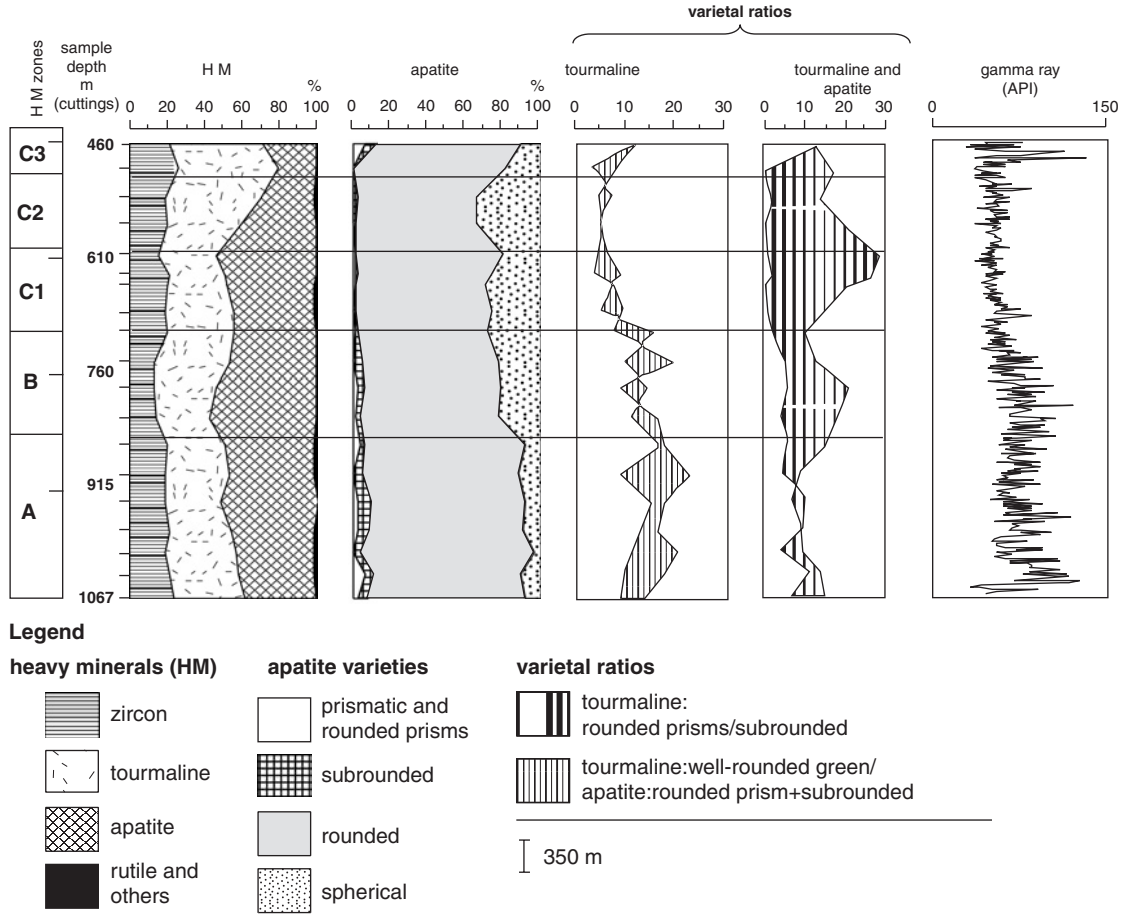 varietal ratios
H M zones
sample
depth
m
(cuttings)
H M
%
apatite
%
tourmaline
tourmaline and
apatite
gamma ray
(API)
0 20 40 60 80 100
0 20 40 60 80 100
0 10 20 30
0 10 20 30
0 150
C3
C2
C1
B
A
460
610
760
915
1067
Legend
heavy minerals (HM)
zircon
tourmaline
apatite
rutile and
others
apatite varieties
prismatic and
rounded prisms
subrounded
rounded
spherical
varietal ratios
tourmaline:
rounded prisms/subrounded
tourmaline:well-rounded green/
apatite:rounded prism+subrounded
350 m